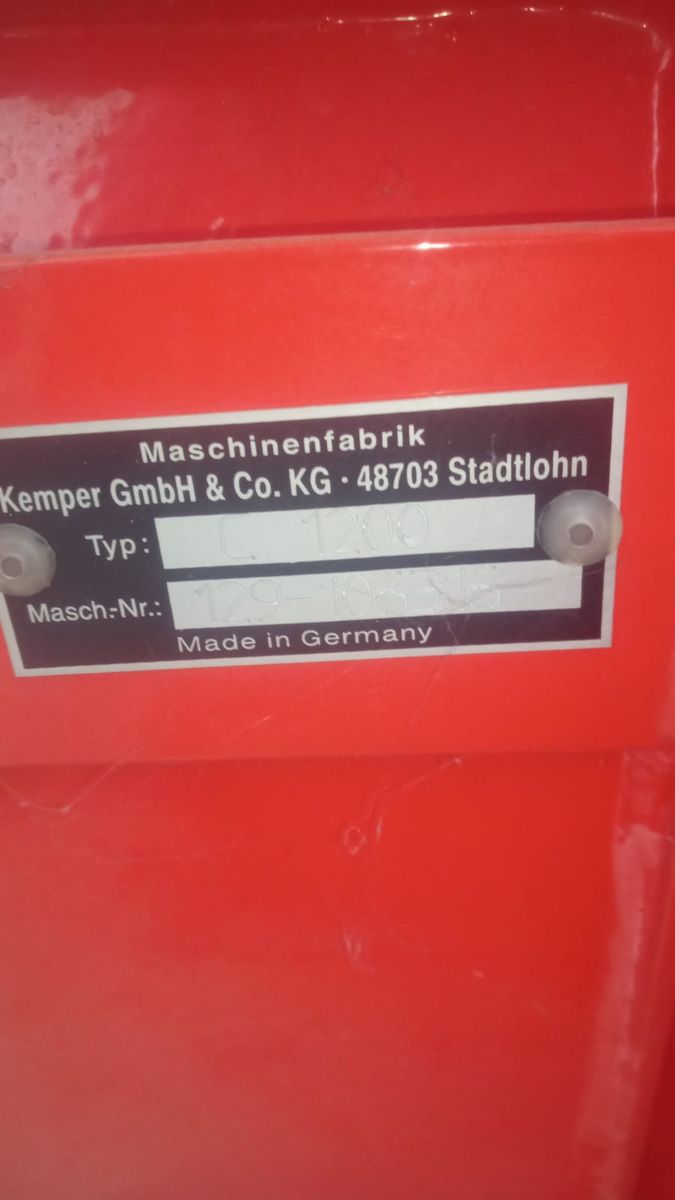 Maschinenfabrik
Kemper GmbH & Co. KG · 48703 Stadtlohn
Typ: C 1200
Masch.-Nr.:
Made in Germany